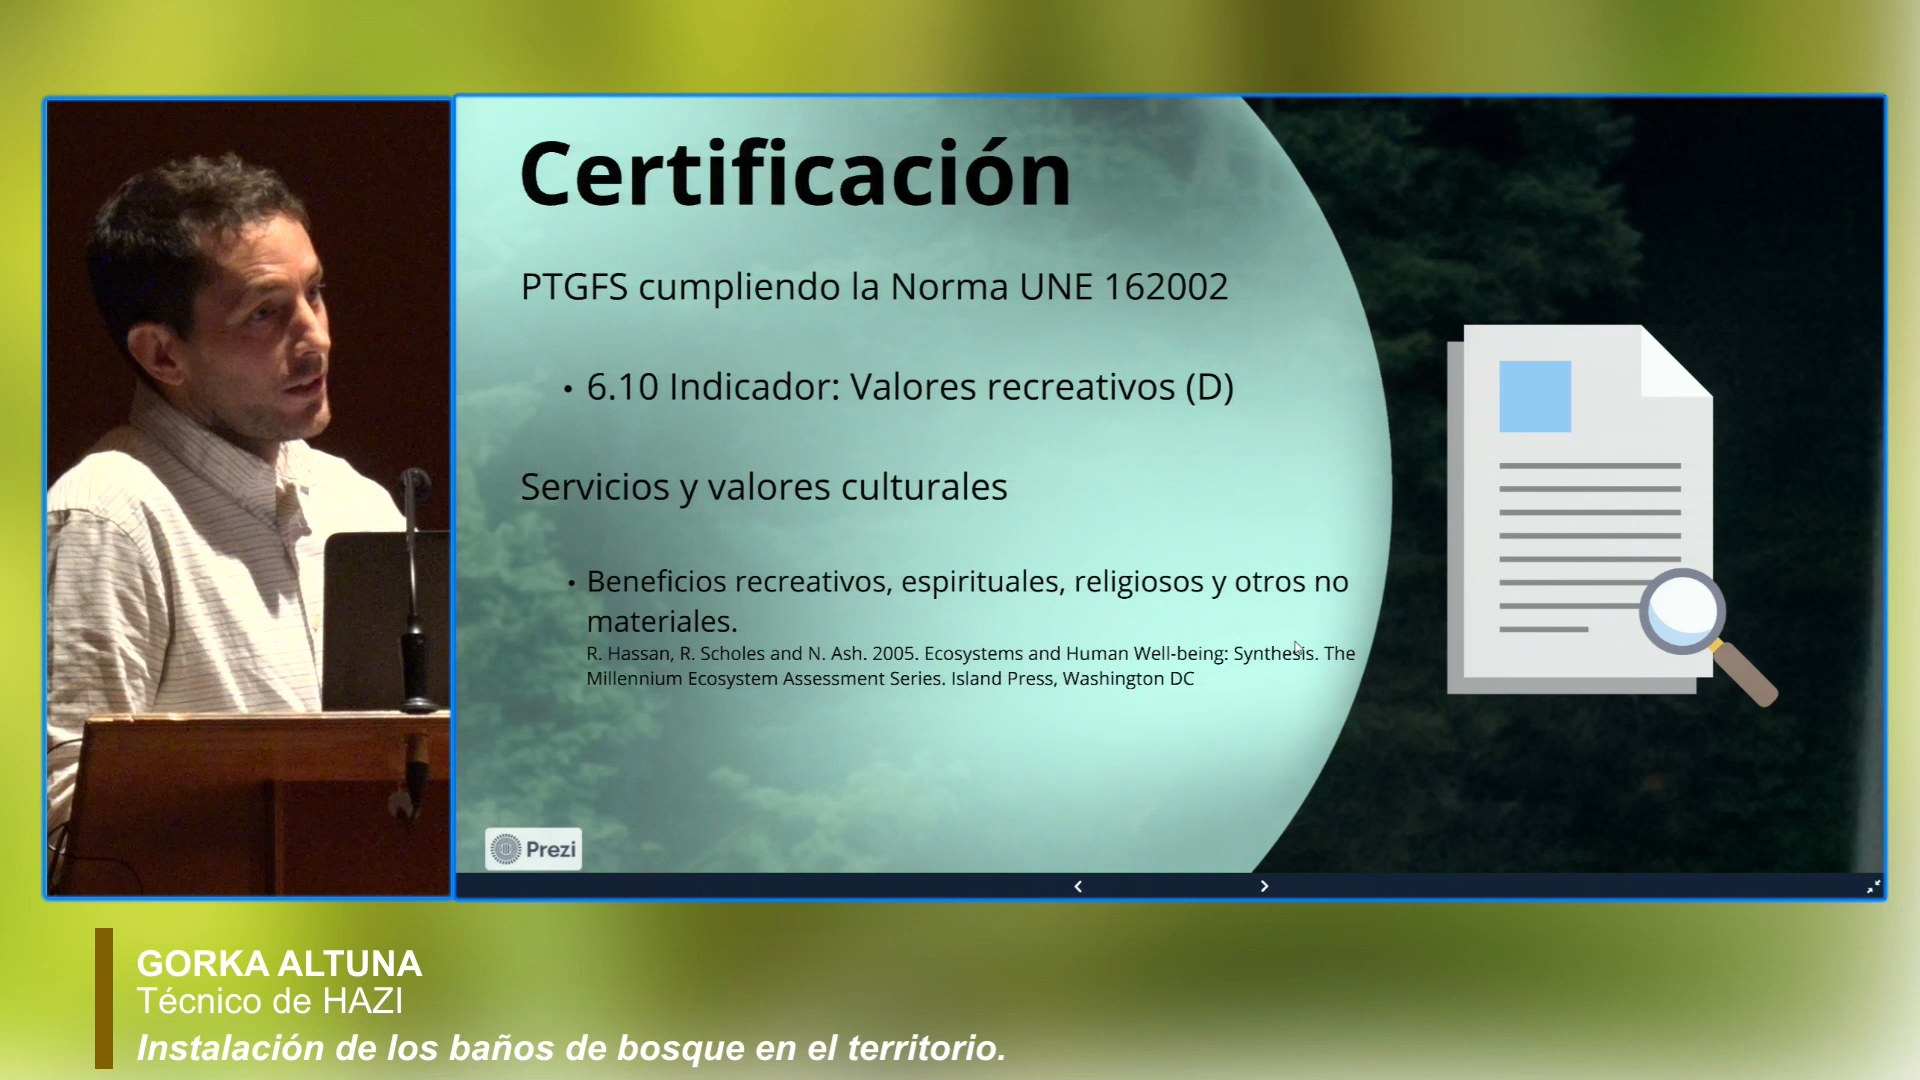 Certificación
PTGFS cumpliendo la Norma UNE 162002
• 6.10 Indicador: Valores recreativos (D)
Servicios y valores culturales
• Beneficios recreativos, espirituales, religiosos y otros no
materiales.
R. Hassan, R. Scholes and N. Ash. 2005. Ecosystems and Human Well-being: Synthesis. The
Millennium Ecosystem Assessment Series. Island Press, Washington DC
Prezi
GORKA ALTUNA
Técnico de HAZI
Instalación de los baños de bosque en el territorio.